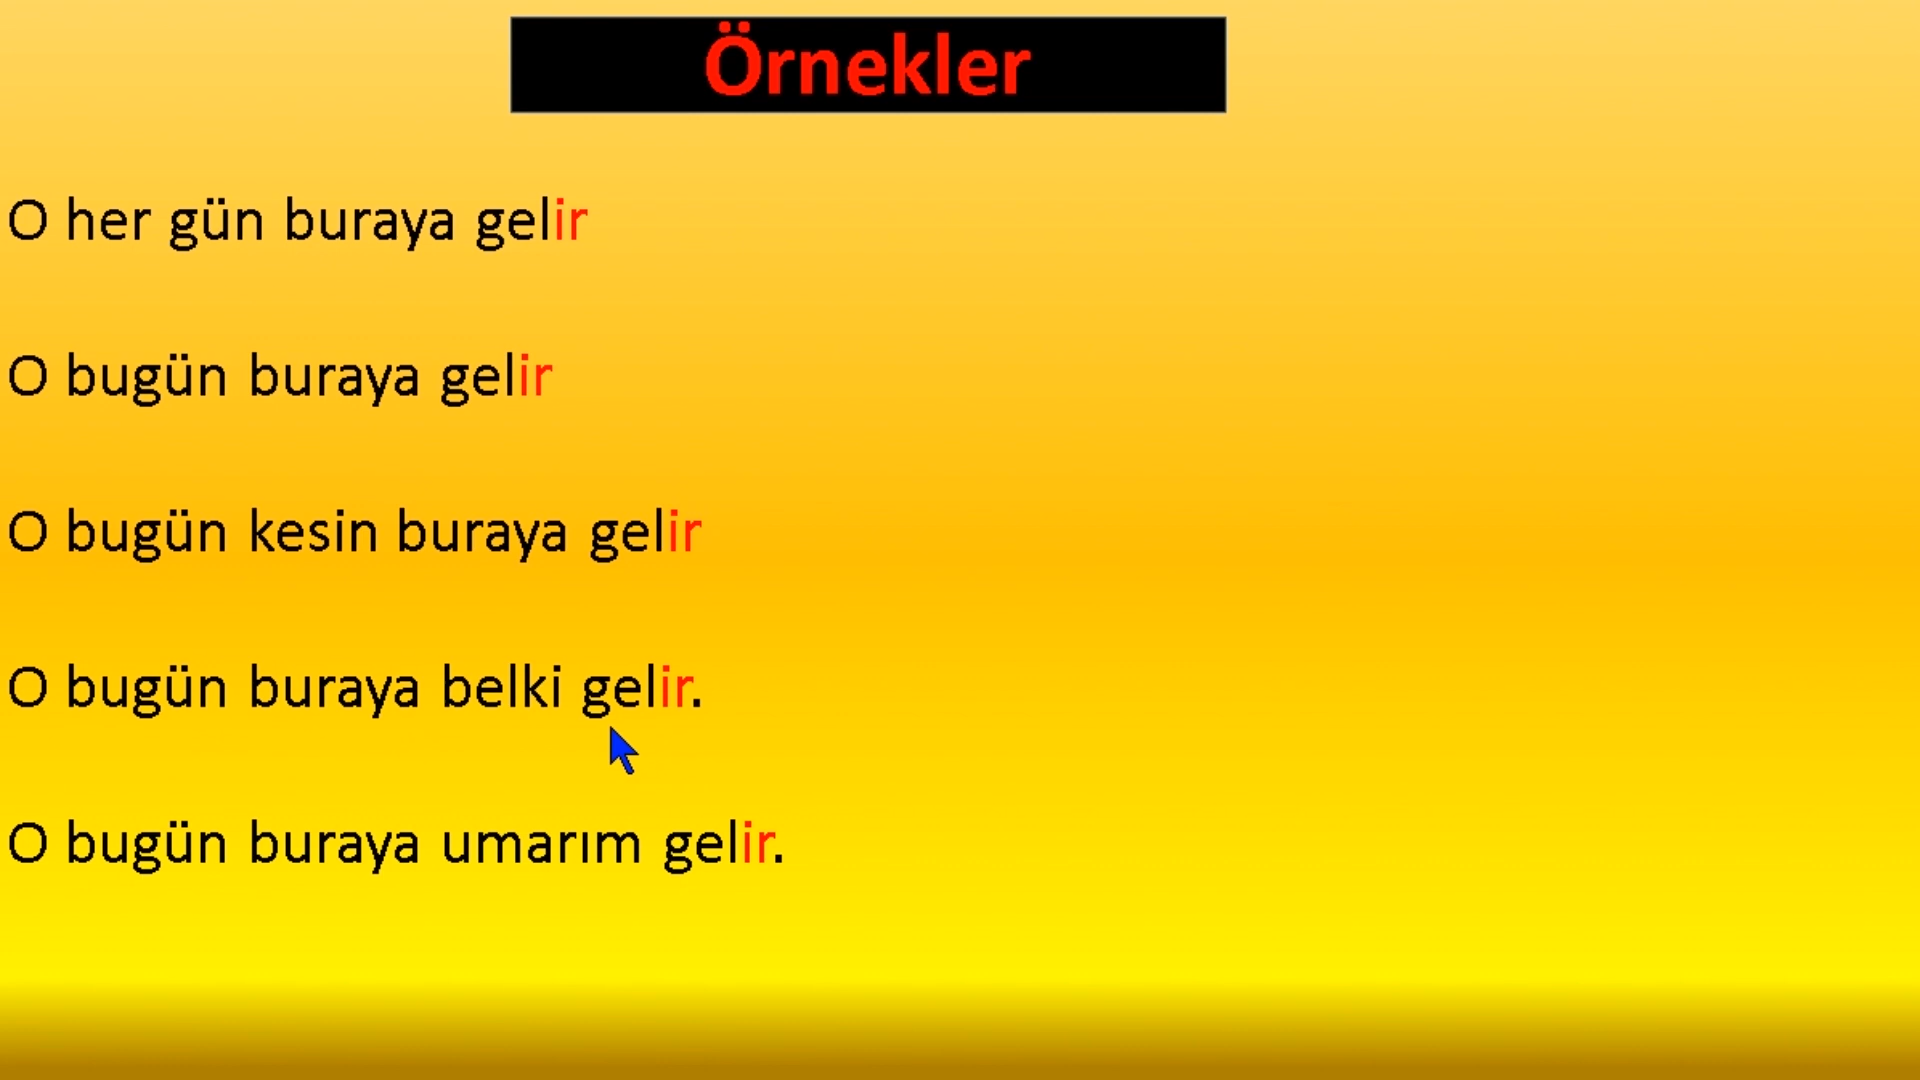 Örnekler
O her gün buraya gelir
O bugün buraya gelir
O bugün kesin buraya gelir
O bugün buraya belki gelir.
O bugün buraya umarım gelir.